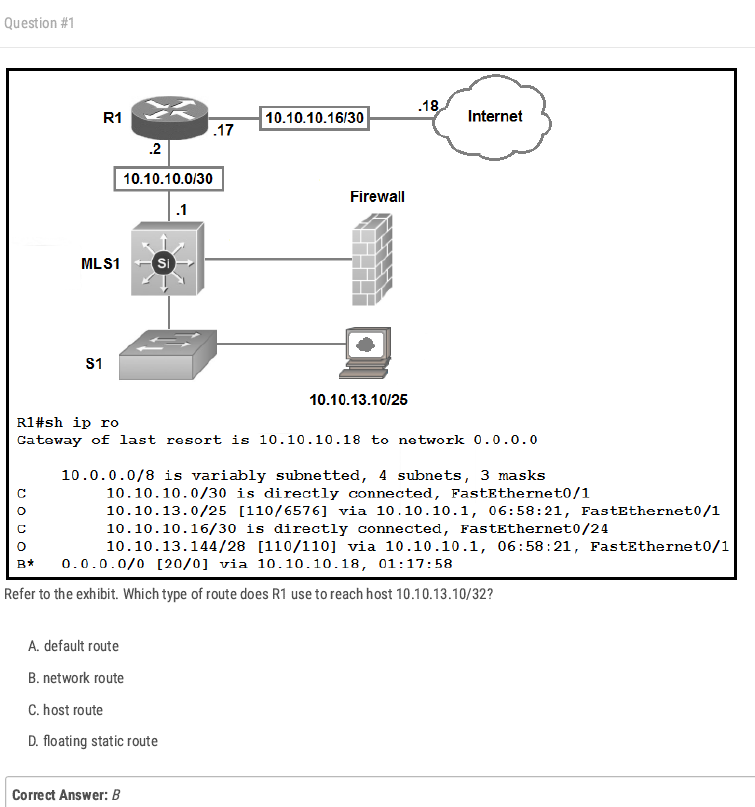 Question #1
R1
.17
10.10.10.16/30
.18
Internet
.2
10.10.10.0/30
Firewall
.1
MLS1
SI
S1
10.10.13.10/25
R1#sh ip ro
Gateway of last resort is 10.10.10.18 to network 0.0.0.0
10.0.0.0/8 is variably subnetted, 4 subnets, 3 masks
C 10.10.10.0/30 is directly connected, FastEthernet0/1
O 10.10.13.0/25 [110/6576] via 10.10.10.1, 06:58:21, FastEthernet0/1
C 10.10.10.16/30 is directly connected, FastEthernet0/24
O 10.10.13.144/28 [110/110] via 10.10.10.1, 06:58:21, FastEthernet0/1
B* 0.0.0.0/0 [20/0] via 10.10.10.18, 01:17:58
Refer to the exhibit. Which type of route does R1 use to reach host 10.10.13.10/32?
A. default route
B. network route
C. host route
D. floating static route
Correct Answer: B